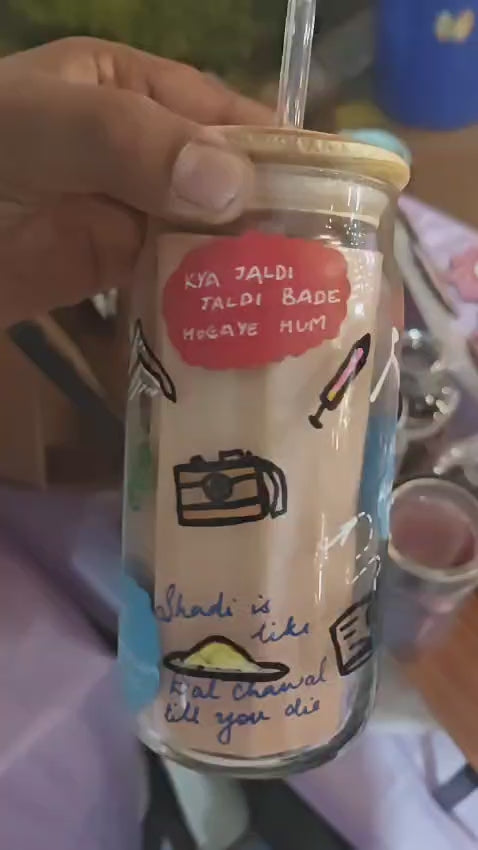 KYA JALDI
JALDI BADE
HOGAYE HUM
Shadi is
like
Dal chawal
till you die